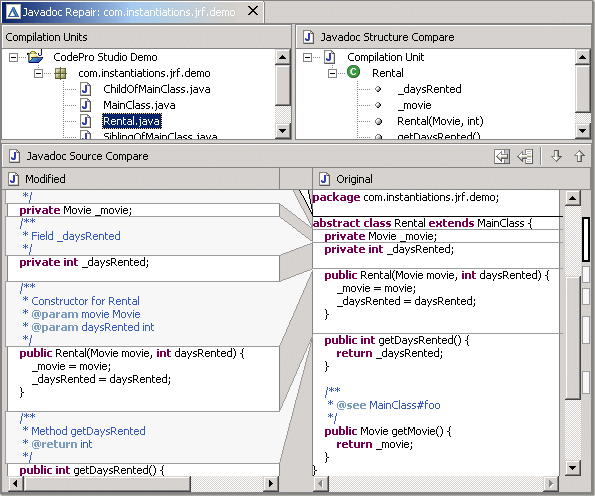 Javadoc Repair: com.instantiations.jrf.demo
Compilation Units
CodePro Studio Demo
com.instantiations.jrf.demo
ChildOfMainClass.java
MainClass.java
Rental.java
SiblingOfMainClass.java
Javadoc Structure Compare
Compilation Unit
Rental
_daysRented
_movie
Rental(Movie, int)
getDaysRented()
Javadoc Source Compare
Modified
*/
private Movie _movie;
/**
* Field _daysRented
*/
private int _daysRented;
/**
* Constructor for Rental
* @param movie Movie
* @param daysRented int
*/
public Rental(Movie movie, int daysRented) {
_movie = movie;
_daysRented = daysRented;
}
/**
* Method getDaysRented
* @return int
*/
public int getDaysRented() {
Original
package com.instantiations.jrf.demo;
abstract class Rental extends MainClass {
private Movie _movie;
private int _daysRented;
public Rental(Movie movie, int daysRented) {
_movie = movie;
_daysRented = daysRented;
}
public int getDaysRented() {
return _daysRented;
}
/**
* @see MainClass#foo
*/
public Movie getMovie() {
return _movie;
}
}